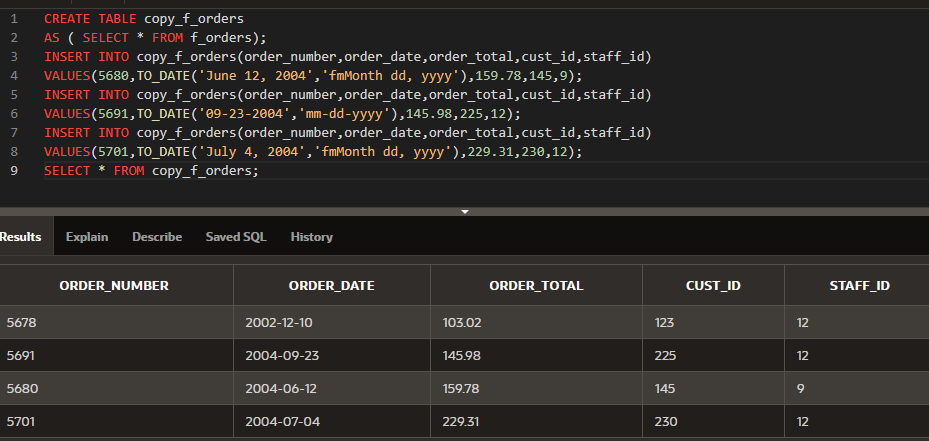 1 CREATE TABLE copy_f_orders
2 AS ( SELECT * FROM f_orders);
3 INSERT INTO copy_f_orders(order_number,order_date,order_total,cust_id,staff_id)
4 VALUES(5680,TO_DATE('June 12, 2004','fmMonth dd, yyyy'),159.78,145,9);
5 INSERT INTO copy_f_orders(order_number,order_date,order_total,cust_id,staff_id)
6 VALUES(5691,TO_DATE('09-23-2004','mm-dd-yyyy'),145.98,225,12);
7 INSERT INTO copy_f_orders(order_number,order_date,order_total,cust_id,staff_id)
8 VALUES(5701,TO_DATE('July 4, 2004','fmMonth dd, yyyy'),229.31,230,12);
9 SELECT * FROM copy_f_orders;
Results Explain Describe Saved SQL History
ORDER_NUMBER ORDER_DATE ORDER_TOTAL CUST_ID STAFF_ID
5678 2002-12-10 103.02 123 12
5691 2004-09-23 145.98 225 12
5680 2004-06-12 159.78 145 9
5701 2004-07-04 229.31 230 12